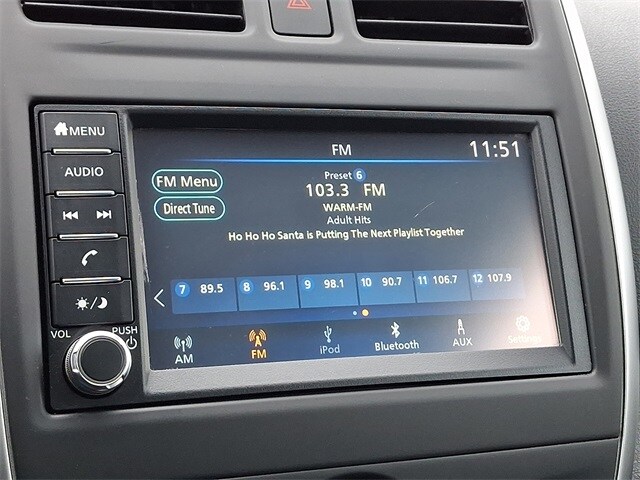 MENU
AUDIO
VOL
PUSH
FM
11:51
FM Menu
Direct Tune
Preset 6
103.3 FM
WARM-FM
Adult Hits
Ho Ho Ho Santa is Putting The Next Playlist Together
7 89.5 8 96.1 9 98.1 10 90.7 11 106.7 12 107.9
AM FM iPod Bluetooth AUX Settings